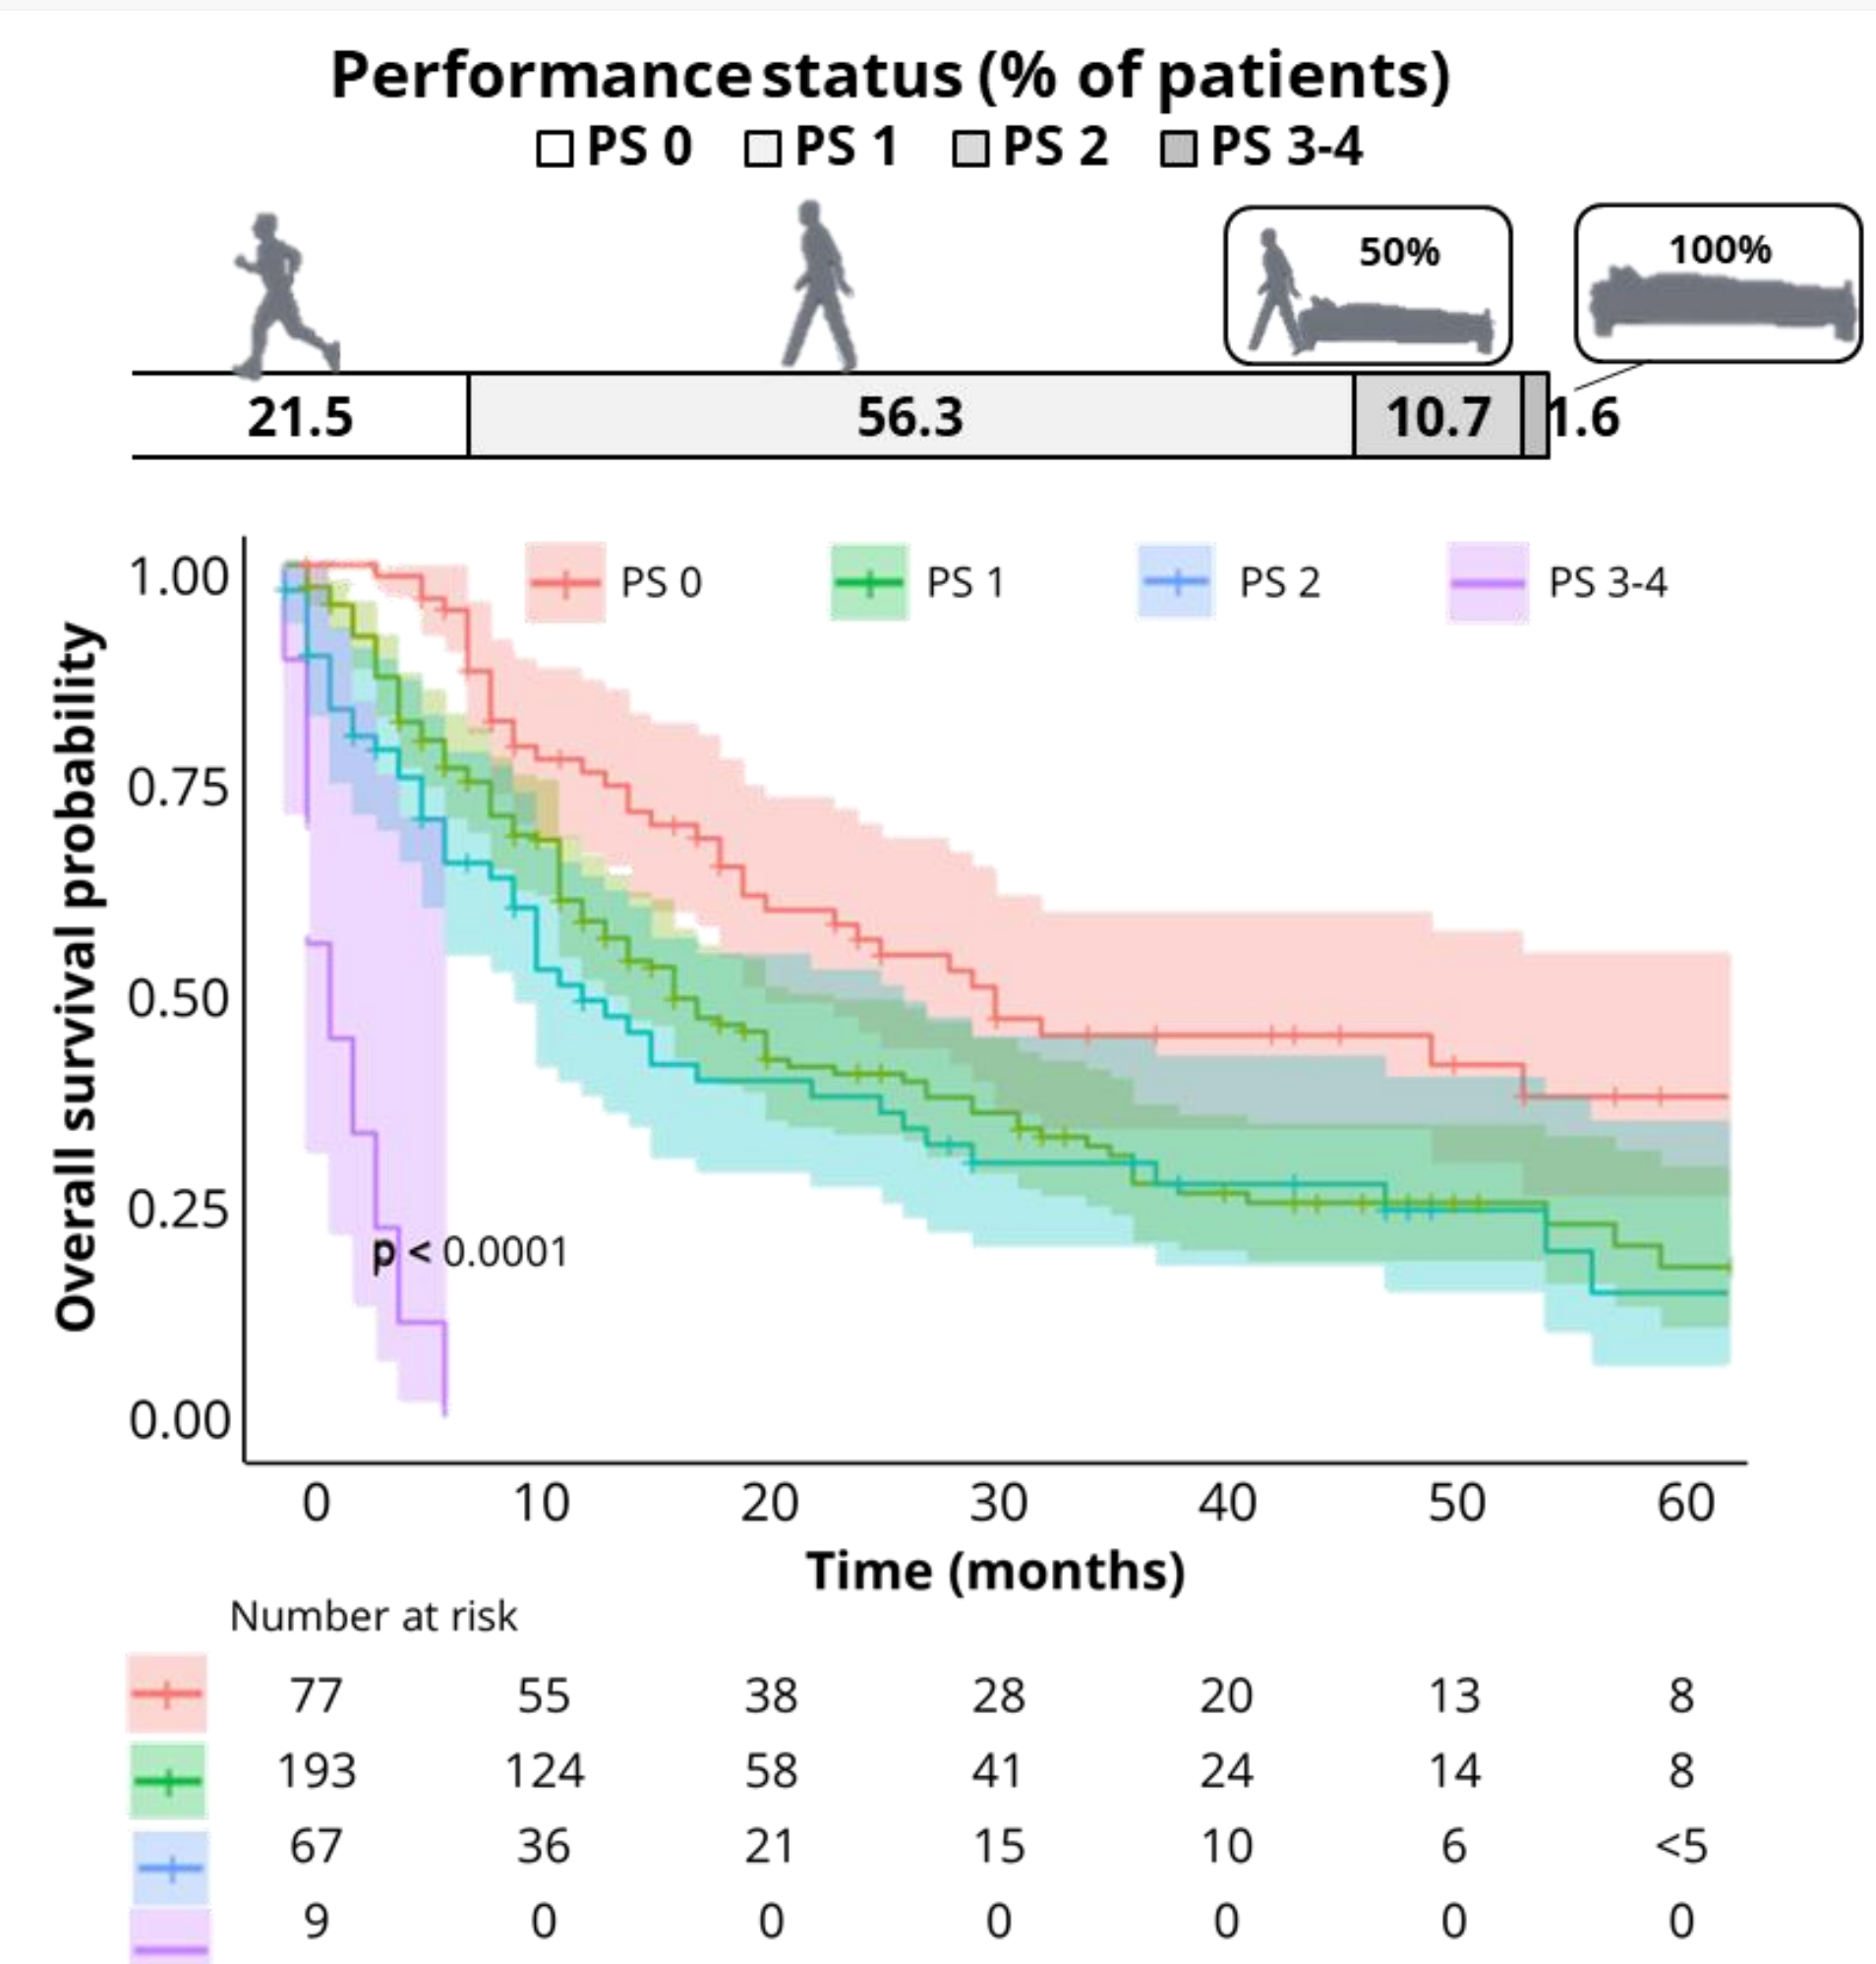 Performance status (% of patients)
PS 0 PS 1 PS 2 PS 3-4
50% 100%
21.5 56.3 10.7 1.6
PS 0 PS 1 PS 2 PS 3-4
Overall survival probability
1.00
0.75
0.50
0.25
0.00
p < 0.0001
0 10 20 30 40 50 60
Time (months)
Number at risk
77 55 38 28 20 13 8
193 124 58 41 24 14 8
67 36 21 15 10 6 <5
9 0 0 0 0 0 0